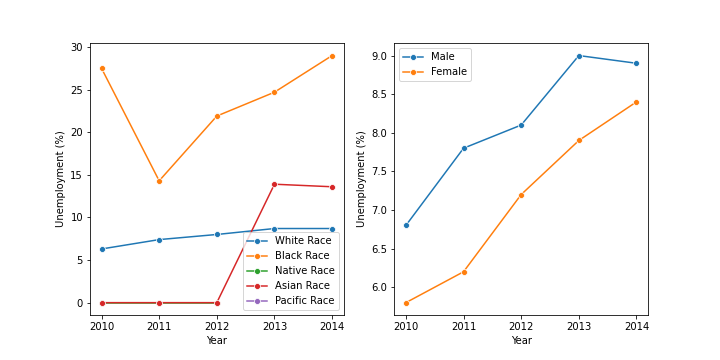 30
25
20
15
10
5
0
Unemployment (%)
2010 2011 2012 2013 2014
Year
White Race
Black Race
Native Race
Asian Race
Pacific Race
9.0
8.5
8.0
7.5
7.0
6.5
6.0
Unemployment (%)
2010 2011 2012 2013 2014
Year
Male
Female